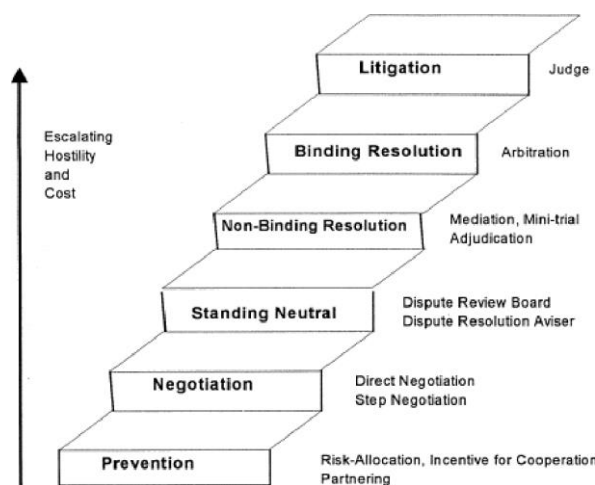 Litigation
Judge
Escalating
Hostility
and
Cost
Binding Resolution
Arbitration
Non-Binding Resolution
Mediation, Mini-trial
Adjudication
Standing Neutral
Dispute Review Board
Dispute Resolution Aviser
Negotiation
Direct Negotiation
Step Negotiation
Prevention
Risk-Allocation, Incentive for Cooperation
Partnering